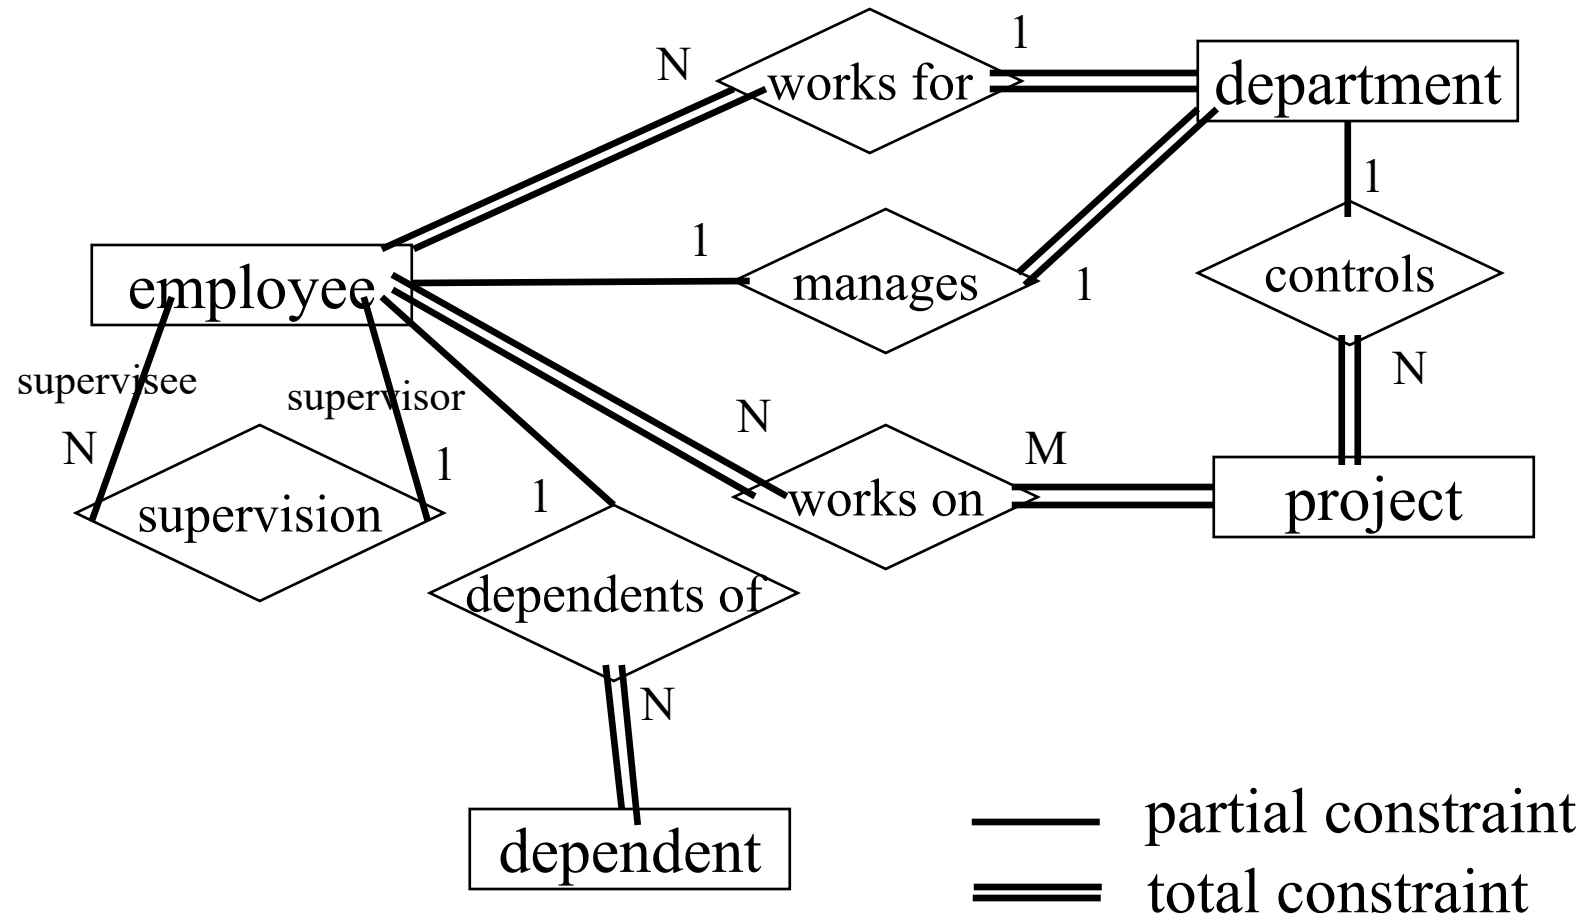 1
N
works for
department
1
1
manages
1
controls
employee
N
supervisee
supervisor
N
M
N
1
1
works on
project
supervision
dependents of
N
partial constraint
dependent
total constraint